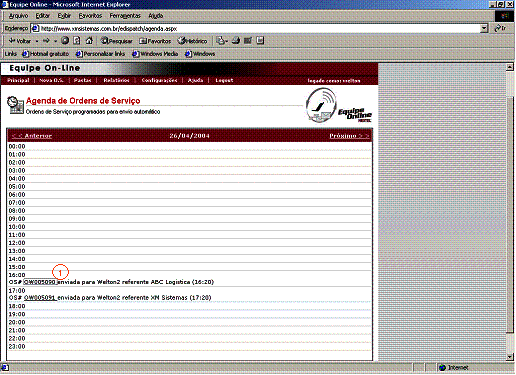 Equipe Online - Microsoft Internet Explorer
Arquivo Editar Exibir Favoritos Ferramentas Ajuda
Endereço http://www.xnsistemas.com.br/edispatch/agenda.aspx Ir
Voltar Pesquisar Favoritos Histórico
Links Hotmail gratuito Personalizar links Windows Media Windows
Equipe On-Line
Principal | Nova O.S. | Pastas | Relatórios | Configurações | Ajuda | Logout logado como: welton
Agenda de Ordens de Serviço
Ordens de Serviço programadas para envio automático
Equipe
Online
< < Anterior 26/04/2004 Próximo > >
00:00
01:00
02:00
03:00
04:00
05:00
06:00
07:00
08:00
09:00
10:00
11:00
12:00
13:00
14:00
15:00
16:00
1
OS# OW005090 enviada para Welton2 referente ABC Logística (16:20)
17:00
OS# OW005091 enviada para Welton2 referente XN Sistemas (17:20)
18:00
19:00
20:00
21:00
22:00
23:00
Internet